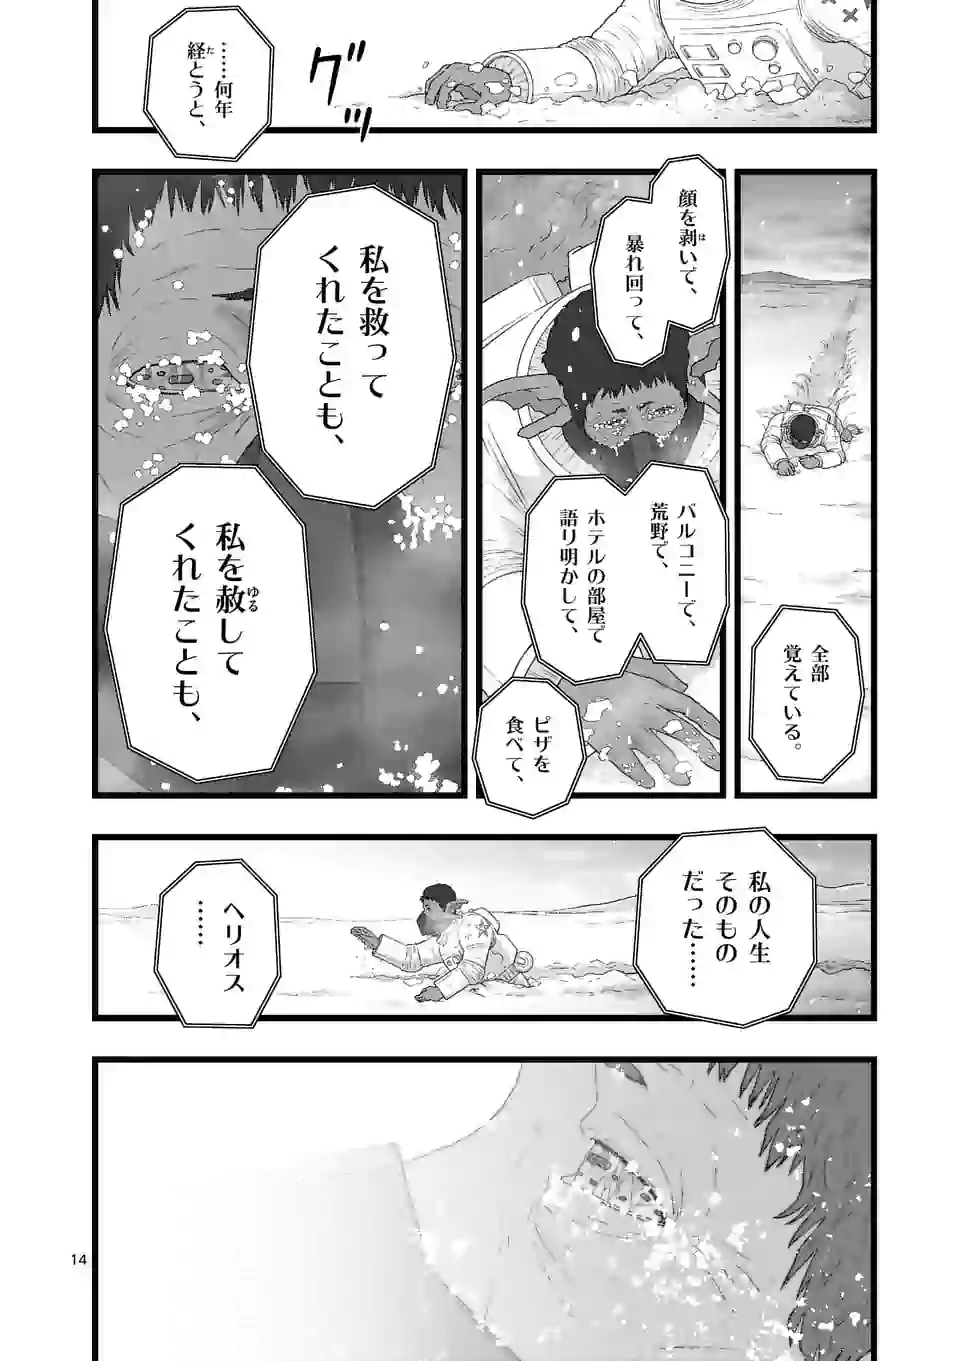 グッ
……何年
経とうと、
全部
覚えている。
顔を剥いで、
暴れ回って、
バルコニーで、
荒野で、
ホテルの部屋で
語り明かして、
ピザを
食べて、
私を救って
くれたことも、
私を赦して
くれたことも、
私の人生
そのもの
だった……
ヘリオス
……
14